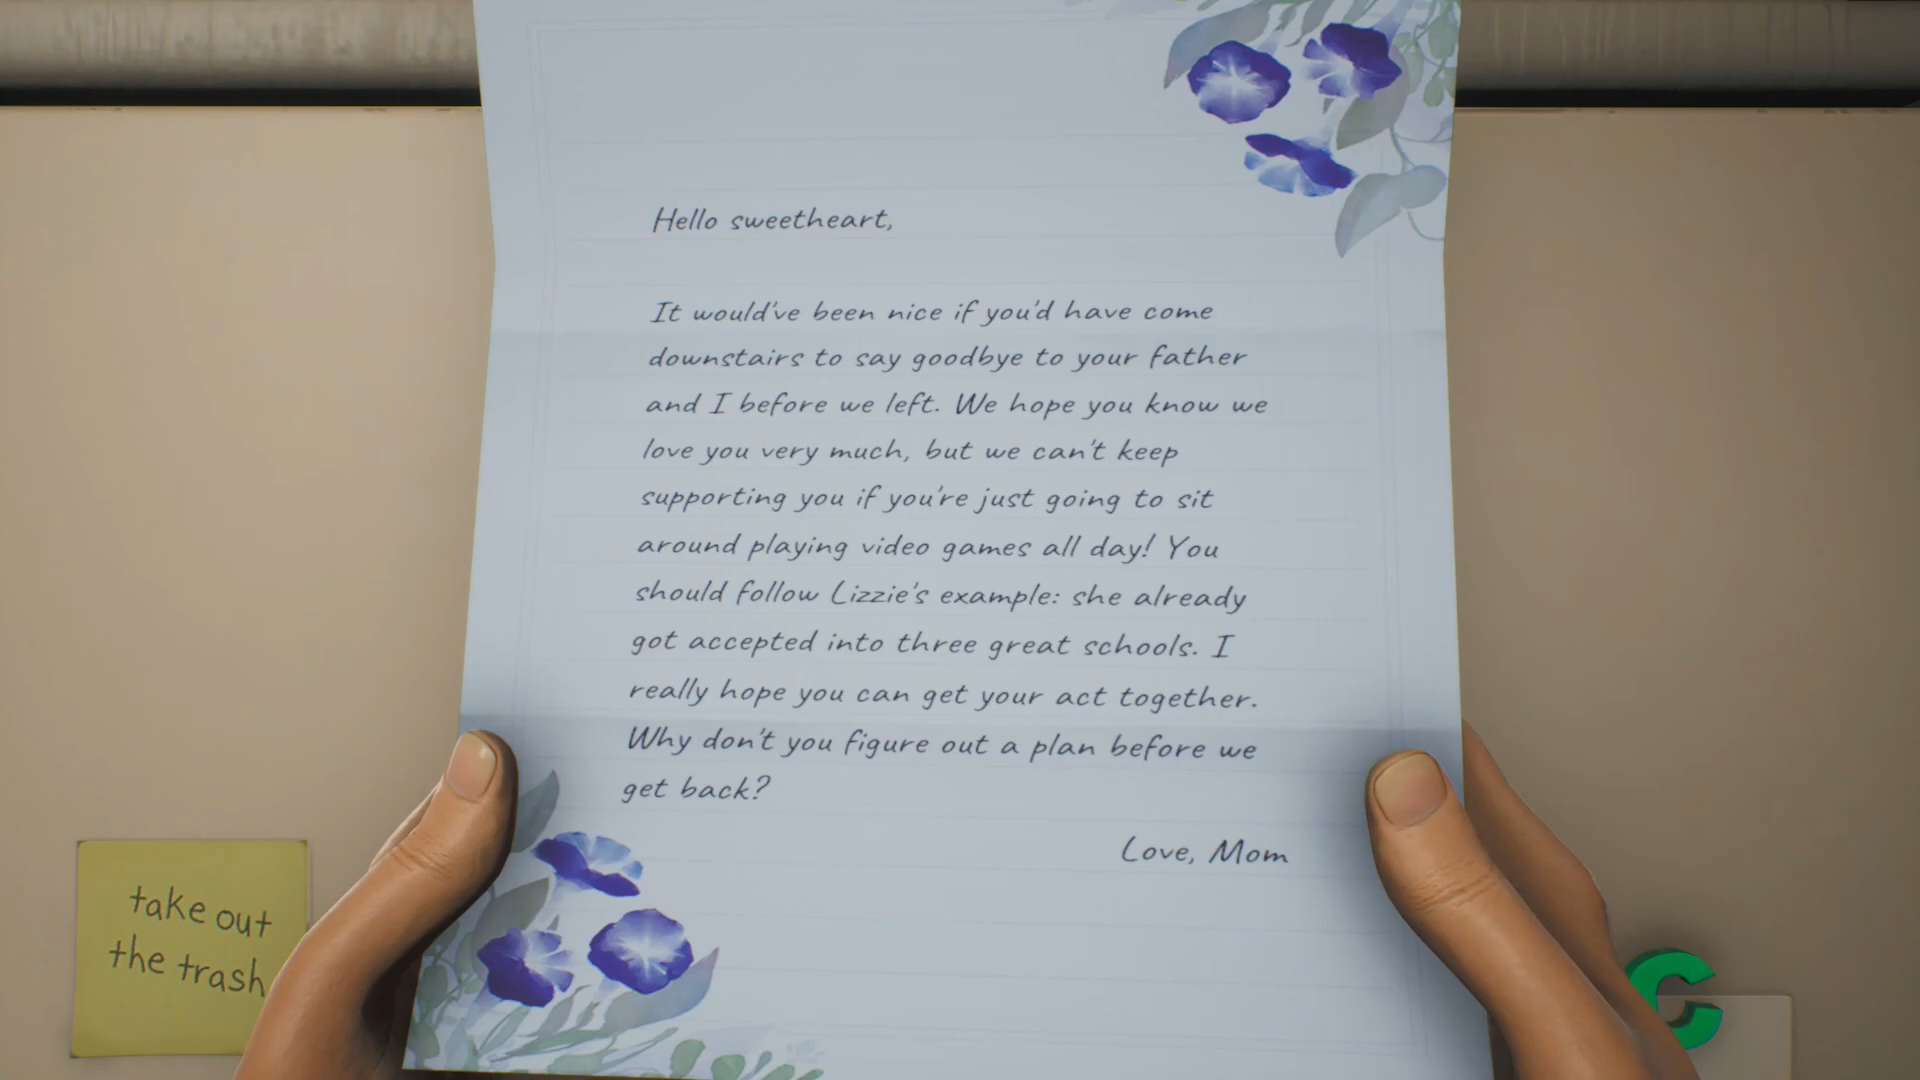 Hello sweetheart,
It would've been nice if you'd have come
downstairs to say goodbye to your father
and I before we left. We hope you know we
love you very much, but we can't keep
supporting you if you're just going to sit
around playing video games all day! You
should follow Lizzie's example: she already
got accepted into three great schools. I
really hope you can get your act together.
Why don't you figure out a plan before we
get back?
Love, Mom
take out
the trash
C